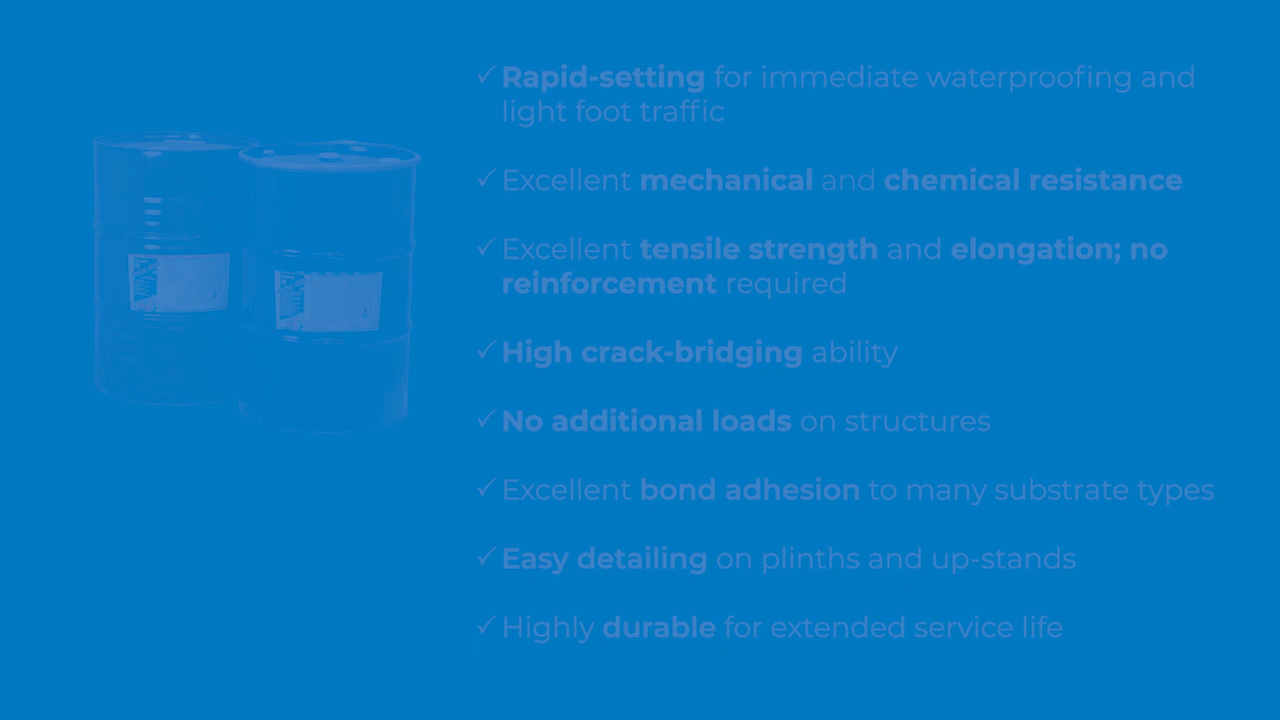 ✓ Rapid-setting for immediate waterproofing and
light foot traffic
✓ Excellent mechanical and chemical resistance
✓ Excellent tensile strength and elongation; no
reinforcement required
✓ High crack-bridging ability
✓ No additional loads on structures
✓ Excellent bond adhesion to many substrate types
✓ Easy detailing on plinths and up-stands
✓ Highly durable for extended service life